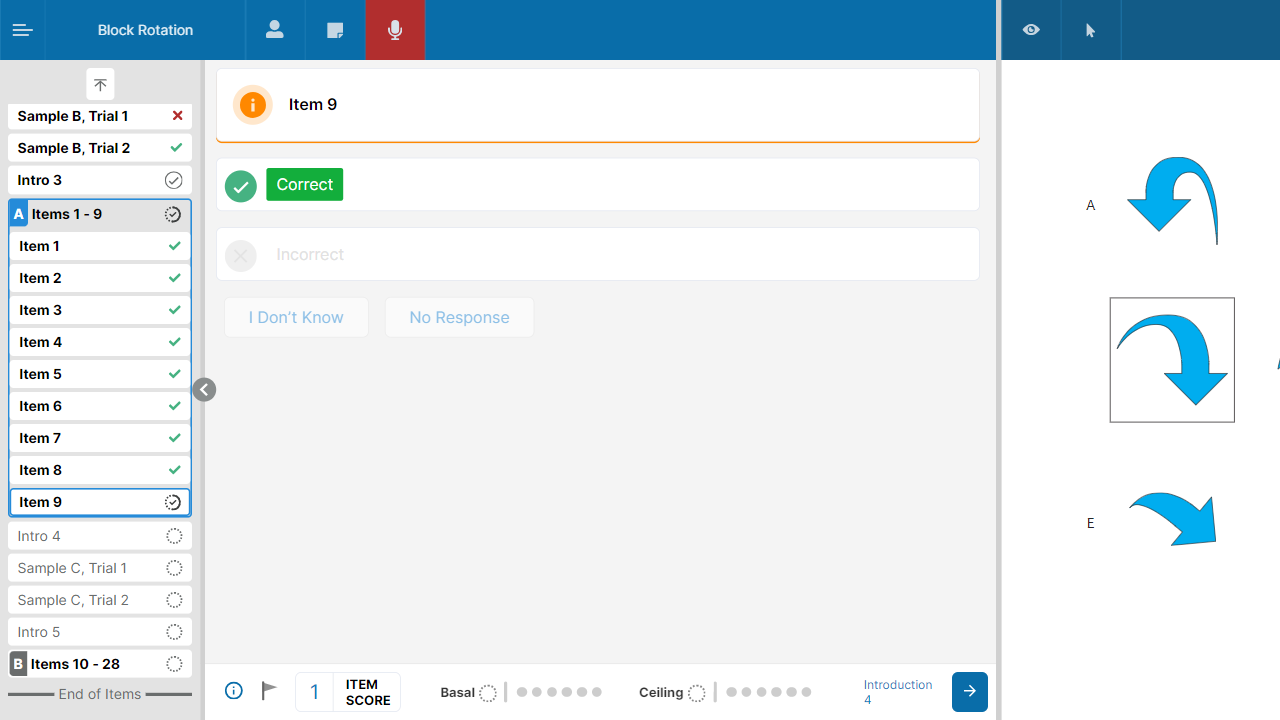 Block Rotation
Sample B, Trial 1
Sample B, Trial 2
Intro 3
A Items 1 - 9
Item 1
Item 2
Item 3
Item 4
Item 5
Item 6
Item 7
Item 8
Item 9
Intro 4
Sample C, Trial 1
Sample C, Trial 2
Intro 5
B Items 10 - 28
End of Items
Item 9
Correct
Incorrect
I Don't Know
No Response
1 ITEM
SCORE
Basal
Ceiling
Introduction
4
A
E